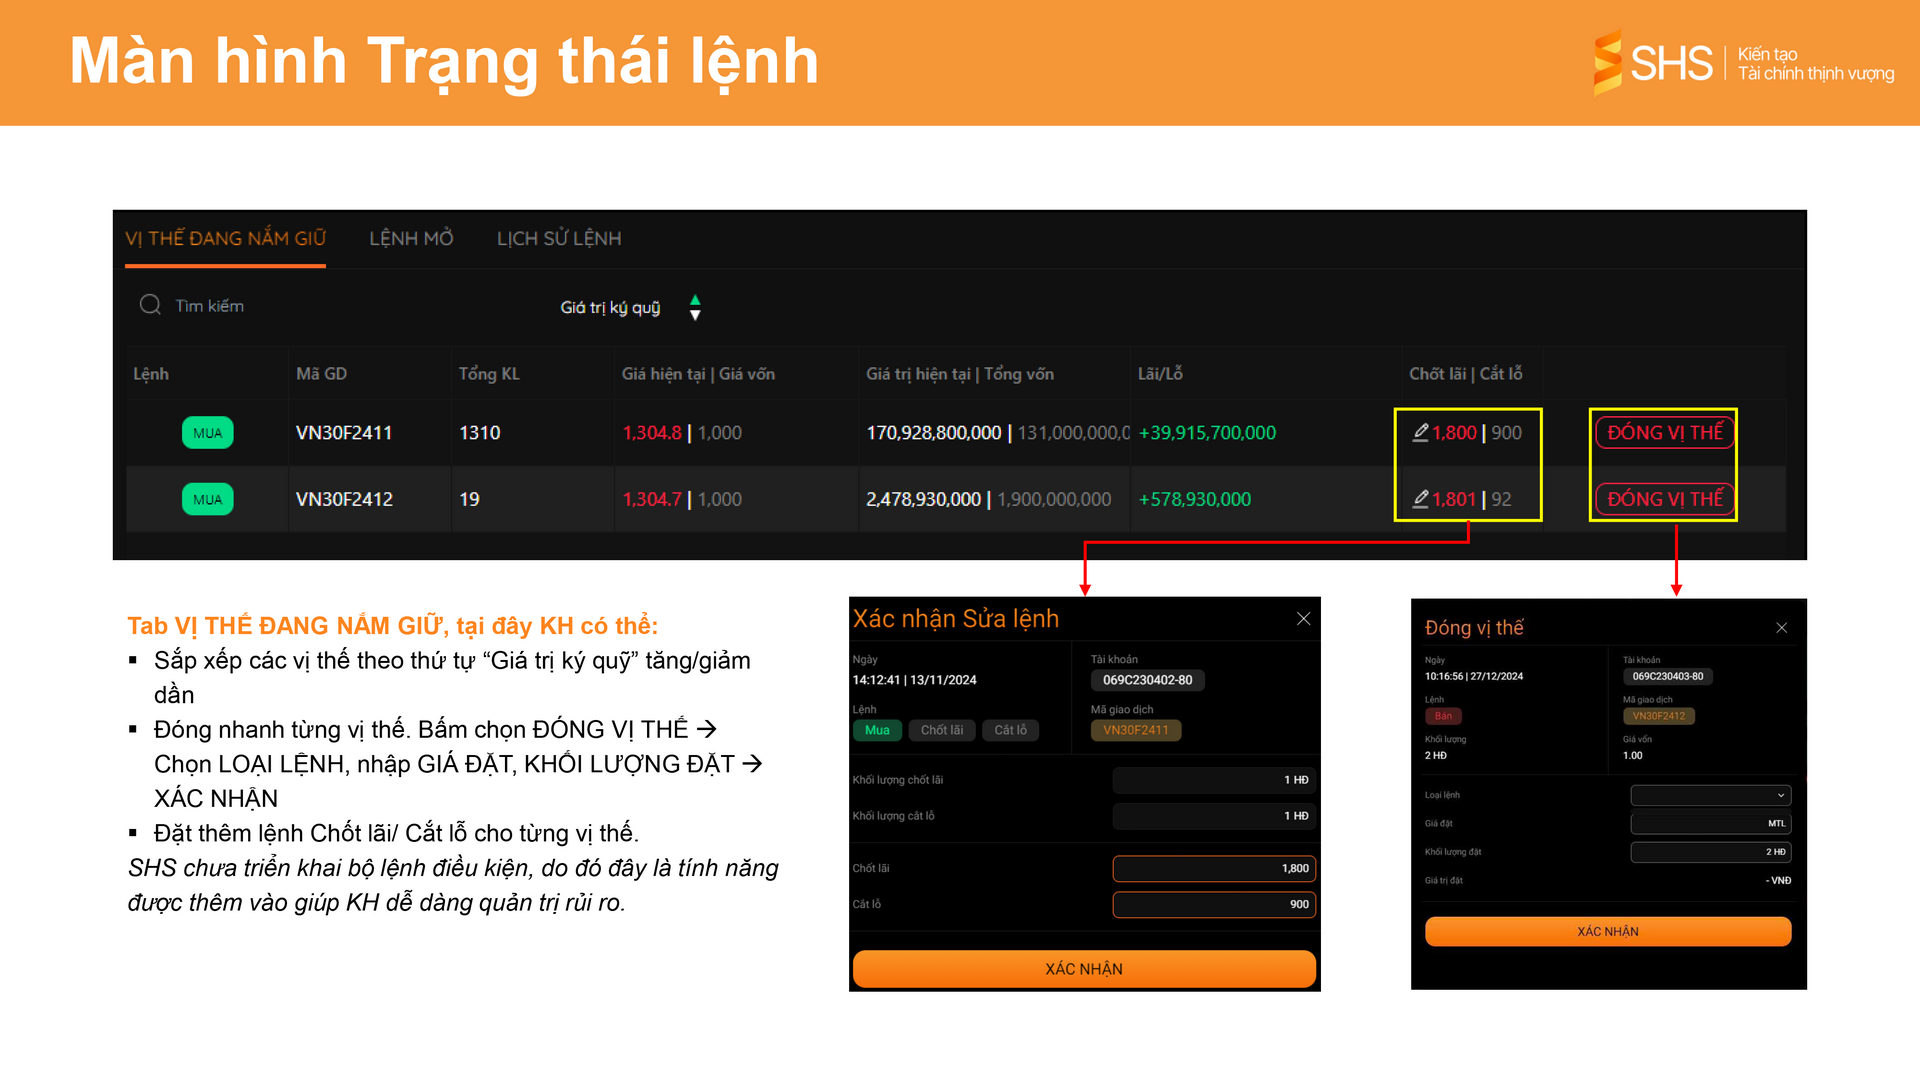 Màn hình Trạng thái lệnh
SHS
Kiến tạo
Tài chính thịnh vượng
VỊ THẾ ĐANG NẮM GIỮ LỆNH MỞ LỊCH SỬ LỆNH
Tìm kiếm Giá trị ký quỹ
Lệnh Mã GD Tổng KL Giá hiện tại | Giá vốn Giá trị hiện tại | Tổng vốn Lãi/Lỗ Chốt lãi | Cắt lỗ
MUA VN30F2411 1310 1,304.8 | 1,000 170,928,800,000 | 131,000,000,0 +39,915,700,000 1,800 | 900 ĐÓNG VỊ THẾ
MUA VN30F2412 19 1,304.7 | 1,000 2,478,930,000 | 1,900,000,000 +578,930,000 1,801 | 92 ĐÓNG VỊ THẾ
Tab VỊ THẾ ĐANG NẮM GIỮ, tại đây KH có thể:
▪ Sắp xếp các vị thế theo thứ tự “Giá trị ký quỹ” tăng/giảm
dần
▪ Đóng nhanh từng vị thế. Bấm chọn ĐÓNG VỊ THẾ →
Chọn LOẠI LỆNH, nhập GIÁ ĐẶT, KHỐI LƯỢNG ĐẶT →
XÁC NHẬN
▪ Đặt thêm lệnh Chốt lãi/ Cắt lỗ cho từng vị thế.
SHS chưa triển khai bộ lệnh điều kiện, do đó đây là tính năng
được thêm vào giúp KH dễ dàng quản trị rủi ro.
Xác nhận Sửa lệnh
Ngày Tài khoản
14:12:41 | 13/11/2024 069C230402-80
Lệnh Mã giao dịch
Mua Chốt lãi Cắt lỗ VN30F2411
Khối lượng chốt lãi 1 HĐ
Khối lượng cắt lỗ 1 HĐ
Chốt lãi 1,800
Cắt lỗ 900
XÁC NHẬN
Đóng vị thế
Ngày Tài khoản
10:16:56 | 27/12/2024 069C230403-80
Lệnh Mã giao dịch
Bán VN30F2412
Khối lượng Giá vốn
2 HĐ 1.00
Loại lệnh
Giá đặt MTL
Khối lượng đặt 2 HĐ
Giá trị đặt - VNĐ
XÁC NHẬN